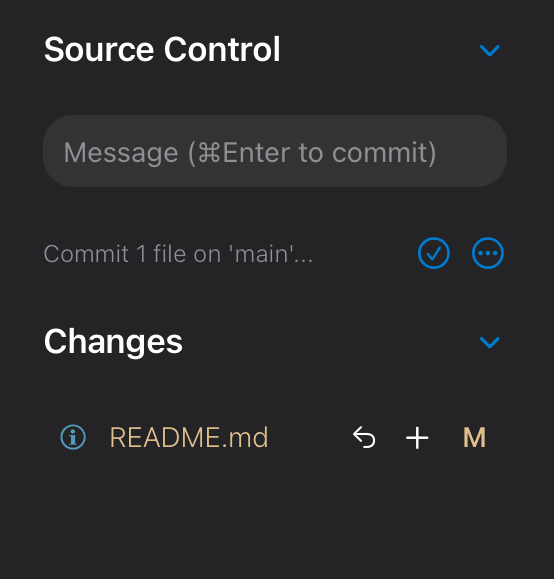 Source Control
Message (⌘Enter to commit)
Commit 1 file on 'main'...
Changes
README.md M